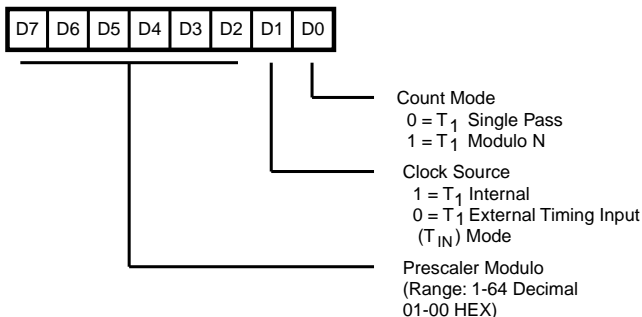 D7 D6 D5 D4 D3 D2 D1 D0
Count Mode
0 = T1 Single Pass
1 = T1 Modulo N
Clock Source
1 = T1 Internal
0 = T1 External Timing Input
(TIN) Mode
Prescaler Modulo
(Range: 1-64 Decimal
01-00 HEX)